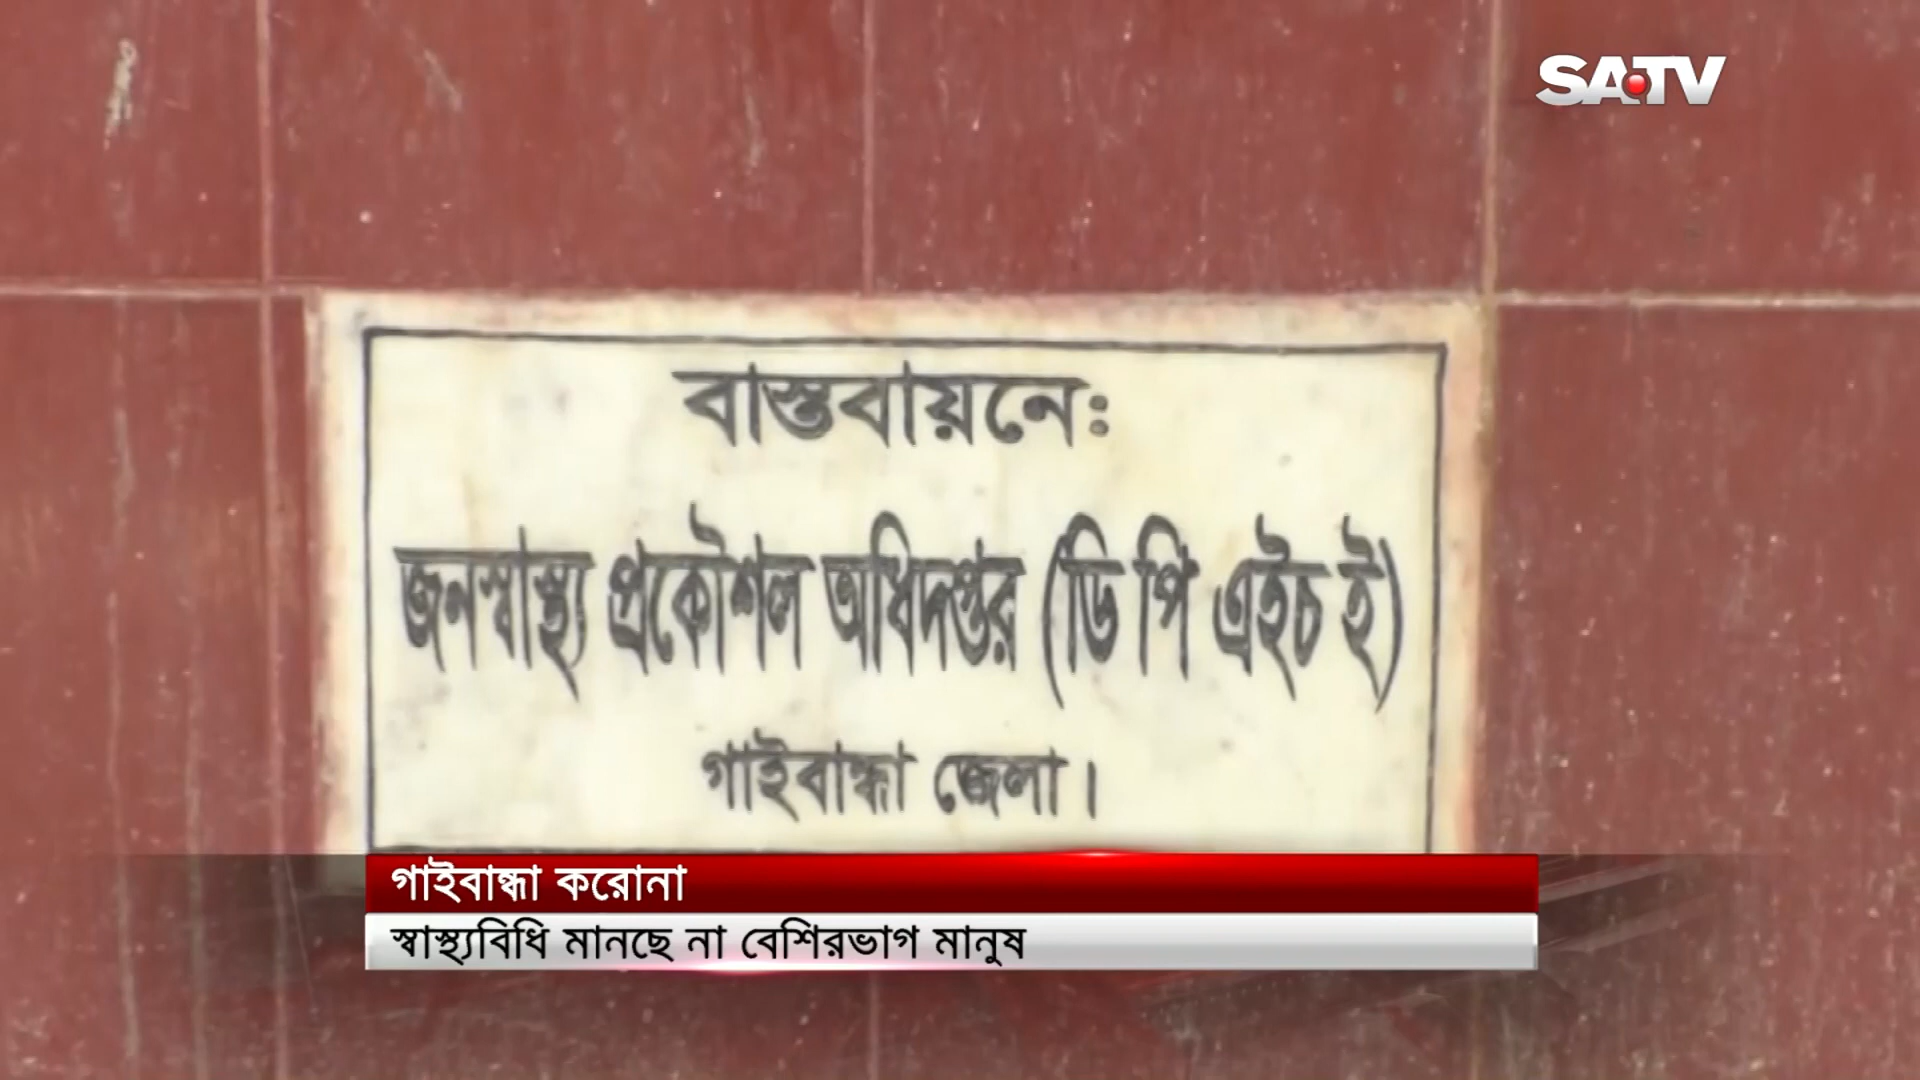 SATV
বাস্তবায়নেঃ
জনস্বাস্থ্য প্রকৌশল অধিদপ্তর (ডি পি এইচ ই)
গাইবান্ধা জেলা।
গাইবান্ধা করোনা
স্বাস্থ্যবিধি মানছে না বেশিরভাগ মানুষ